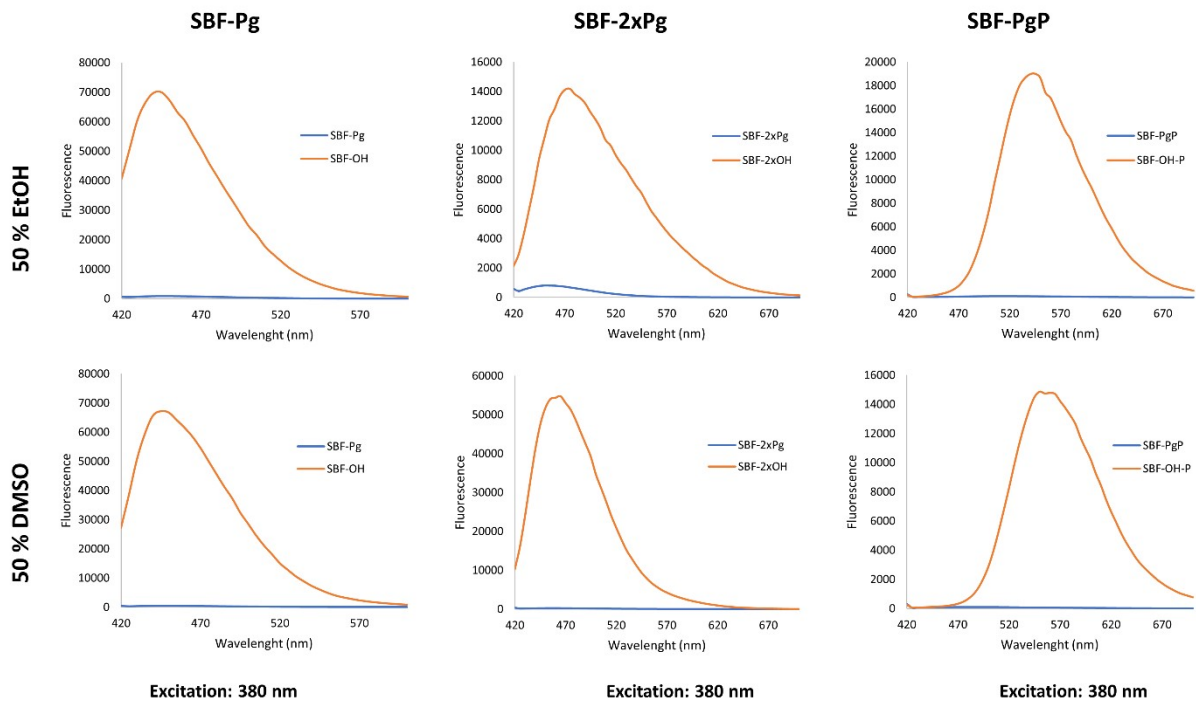 SBF-Pg
SBF-2xPg
SBF-PgP
50 % EtOH
80000
70000
60000
50000
40000
30000
20000
10000
0
Fluorescence
420 470 520 570
Wavelenght (nm)
SBF-Pg
SBF-OH
16000
14000
12000
10000
8000
6000
4000
2000
0
Fluorescence
420 470 520 570 620 670
Wavelenght (nm)
SBF-2xPg
SBF-2xOH
20000
18000
16000
14000
12000
10000
8000
6000
4000
2000
0
Fluorescence
420 470 520 570 620 670
Wavelenght (nm)
SBF-PgP
SBF-OH-P
50 % DMSO
80000
70000
60000
50000
40000
30000
20000
10000
0
Fluorescence
420 470 520 570
Wavelenght (nm)
SBF-Pg
SBF-OH
60000
50000
40000
30000
20000
10000
0
Fluorescence
420 470 520 570 620 670
Wavelenght (nm)
SBF-2xPg
SBF-2xOH
16000
14000
12000
10000
8000
6000
4000
2000
0
Fluorescence
420 470 520 570 620 670
Wavelenght (nm)
SBF-PgP
SBF-OH-P
Excitation: 380 nm
Excitation: 380 nm
Excitation: 380 nm